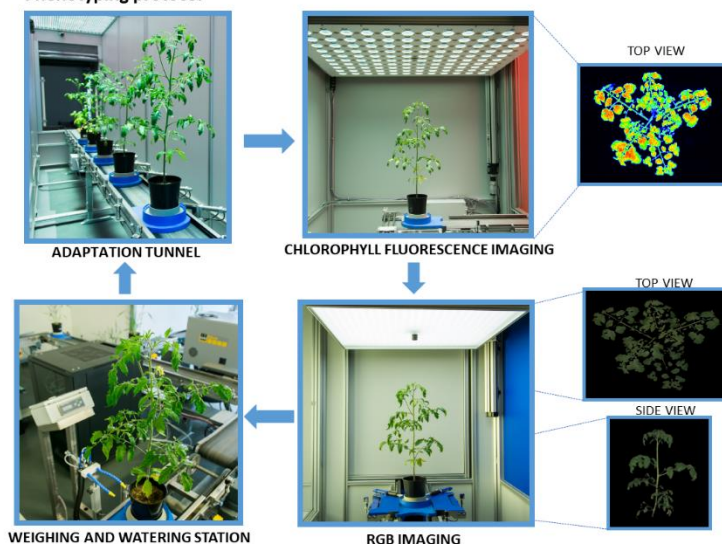 TOP VIEW
ADAPTATION TUNNEL
CHLOROPHYLL FLUORESCENCE IMAGING
TOP VIEW
SIDE VIEW
WEIGHING AND WATERING STATION
RGB IMAGING